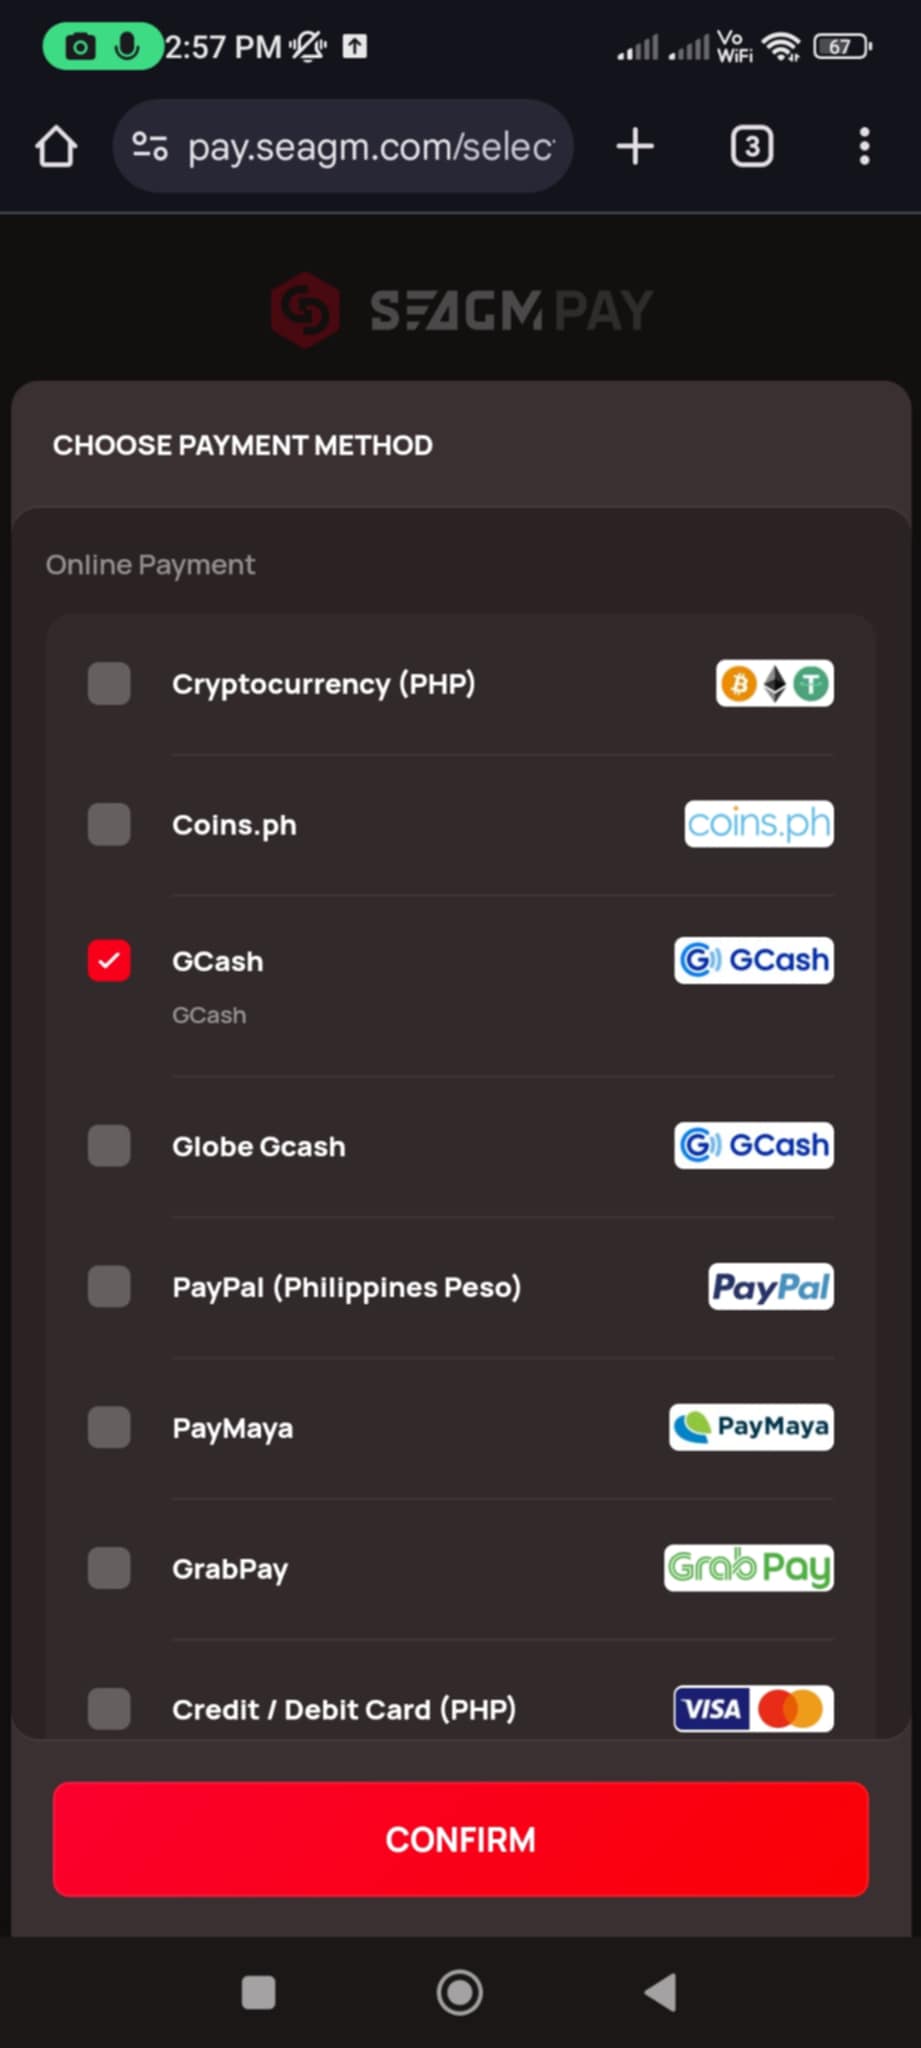 2:57 PM
Vo
WiFi
67
pay.seagm.com/selec
3
SEAGM PAY
CHOOSE PAYMENT METHOD
Online Payment
Cryptocurrency (PHP)
Coins.ph
coins.ph
GCash
GCash
GCash
Globe Gcash
GCash
PayPal (Philippines Peso)
PayPal
PayMaya
PayMaya
GrabPay
GrabPay
Credit / Debit Card (PHP)
VISA
CONFIRM